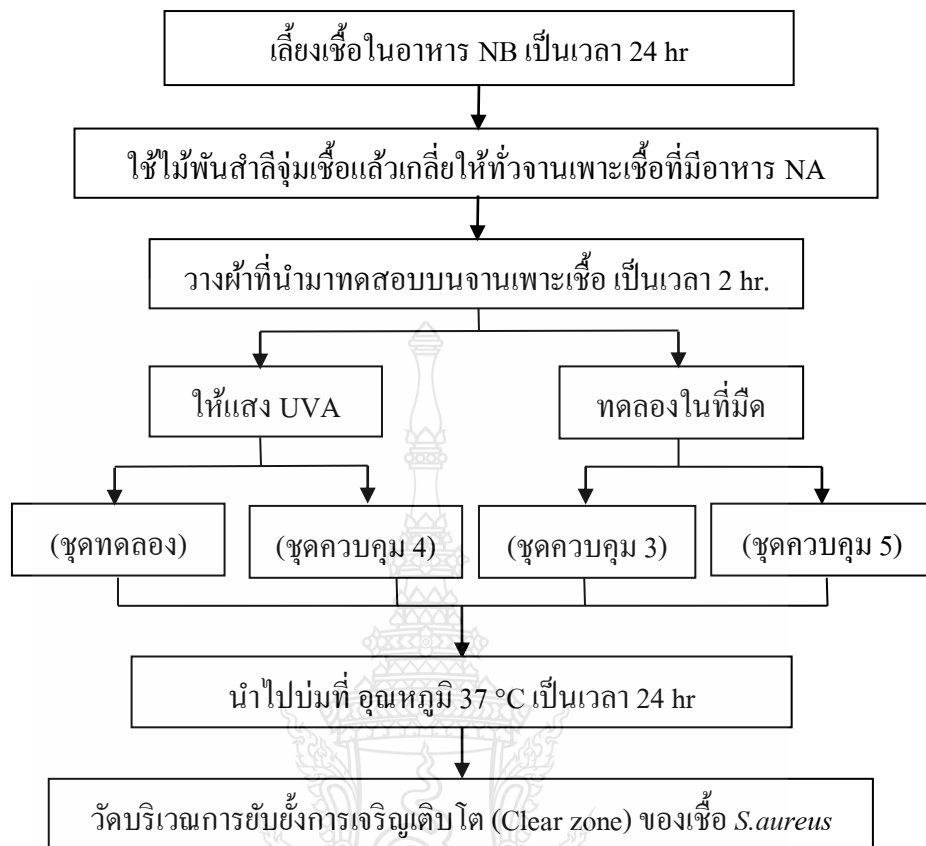 เลี้ยงเชื้อในอาหาร NB เป็นเวลา 24 hr
ใช้ไม้พันสำลีจุ่มเชื้อแล้วเกลี่ยให้ทั่วจานเพาะเชื้อที่มีอาหาร NA
วางผ้าที่นำมาทดสอบบนจานเพาะเชื้อ เป็นเวลา 2 hr.
ให้แสง UVA
ทดลองในที่มืด
(ชุดทดลอง)
(ชุดควบคุม 4)
(ชุดควบคุม 3)
(ชุดควบคุม 5)
นำไปบ่มที่ อุณหภูมิ 37 °C เป็นเวลา 24 hr
วัดบริเวณการยับยั้งการเจริญเติบโต (Clear zone) ของเชื้อ S.aureus